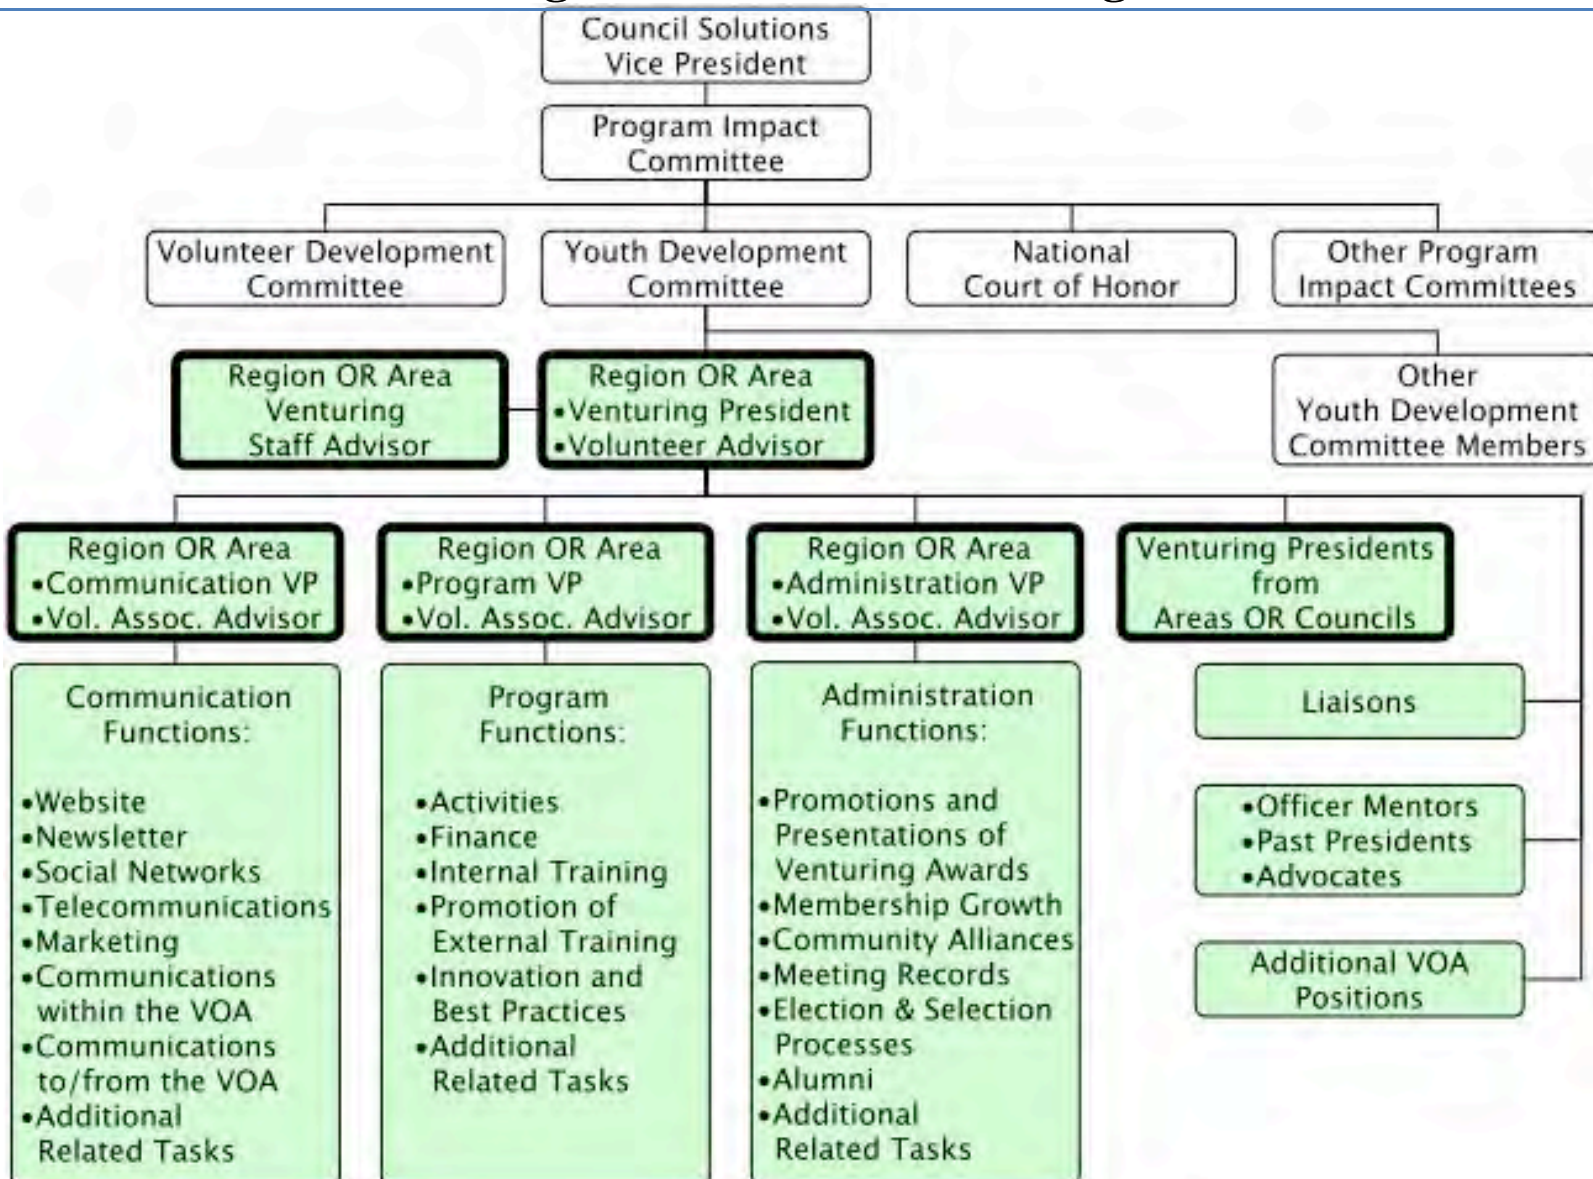 Council Solutions
Vice President
Program Impact
Committee
Volunteer Development
Committee
Youth Development
Committee
National
Court of Honor
Other Program
Impact Committees
Region OR Area
Venturing
Staff Advisor
Region OR Area
•Venturing President
•Volunteer Advisor
Other
Youth Development
Committee Members
Region OR Area
•Communication VP
•Vol. Assoc. Advisor
Region OR Area
•Program VP
•Vol. Assoc. Advisor
Region OR Area
•Administration VP
•Vol. Assoc. Advisor
Venturing Presidents
from
Areas OR Councils
Communication
Functions:
•Website
•Newsletter
•Social Networks
•Telecommunications
•Marketing
•Communications
within the VOA
•Communications
to/from the VOA
•Additional
Related Tasks
Program
Functions:
•Activities
•Finance
•Internal Training
•Promotion of
External Training
•Innovation and
Best Practices
•Additional
Related Tasks
Administration
Functions:
•Promotions and
Presentations of
Venturing Awards
•Membership Growth
•Community Alliances
•Meeting Records
•Election & Selection
Processes
•Alumni
•Additional
Related Tasks
Liaisons
•Officer Mentors
•Past Presidents
•Advocates
Additional VOA
Positions